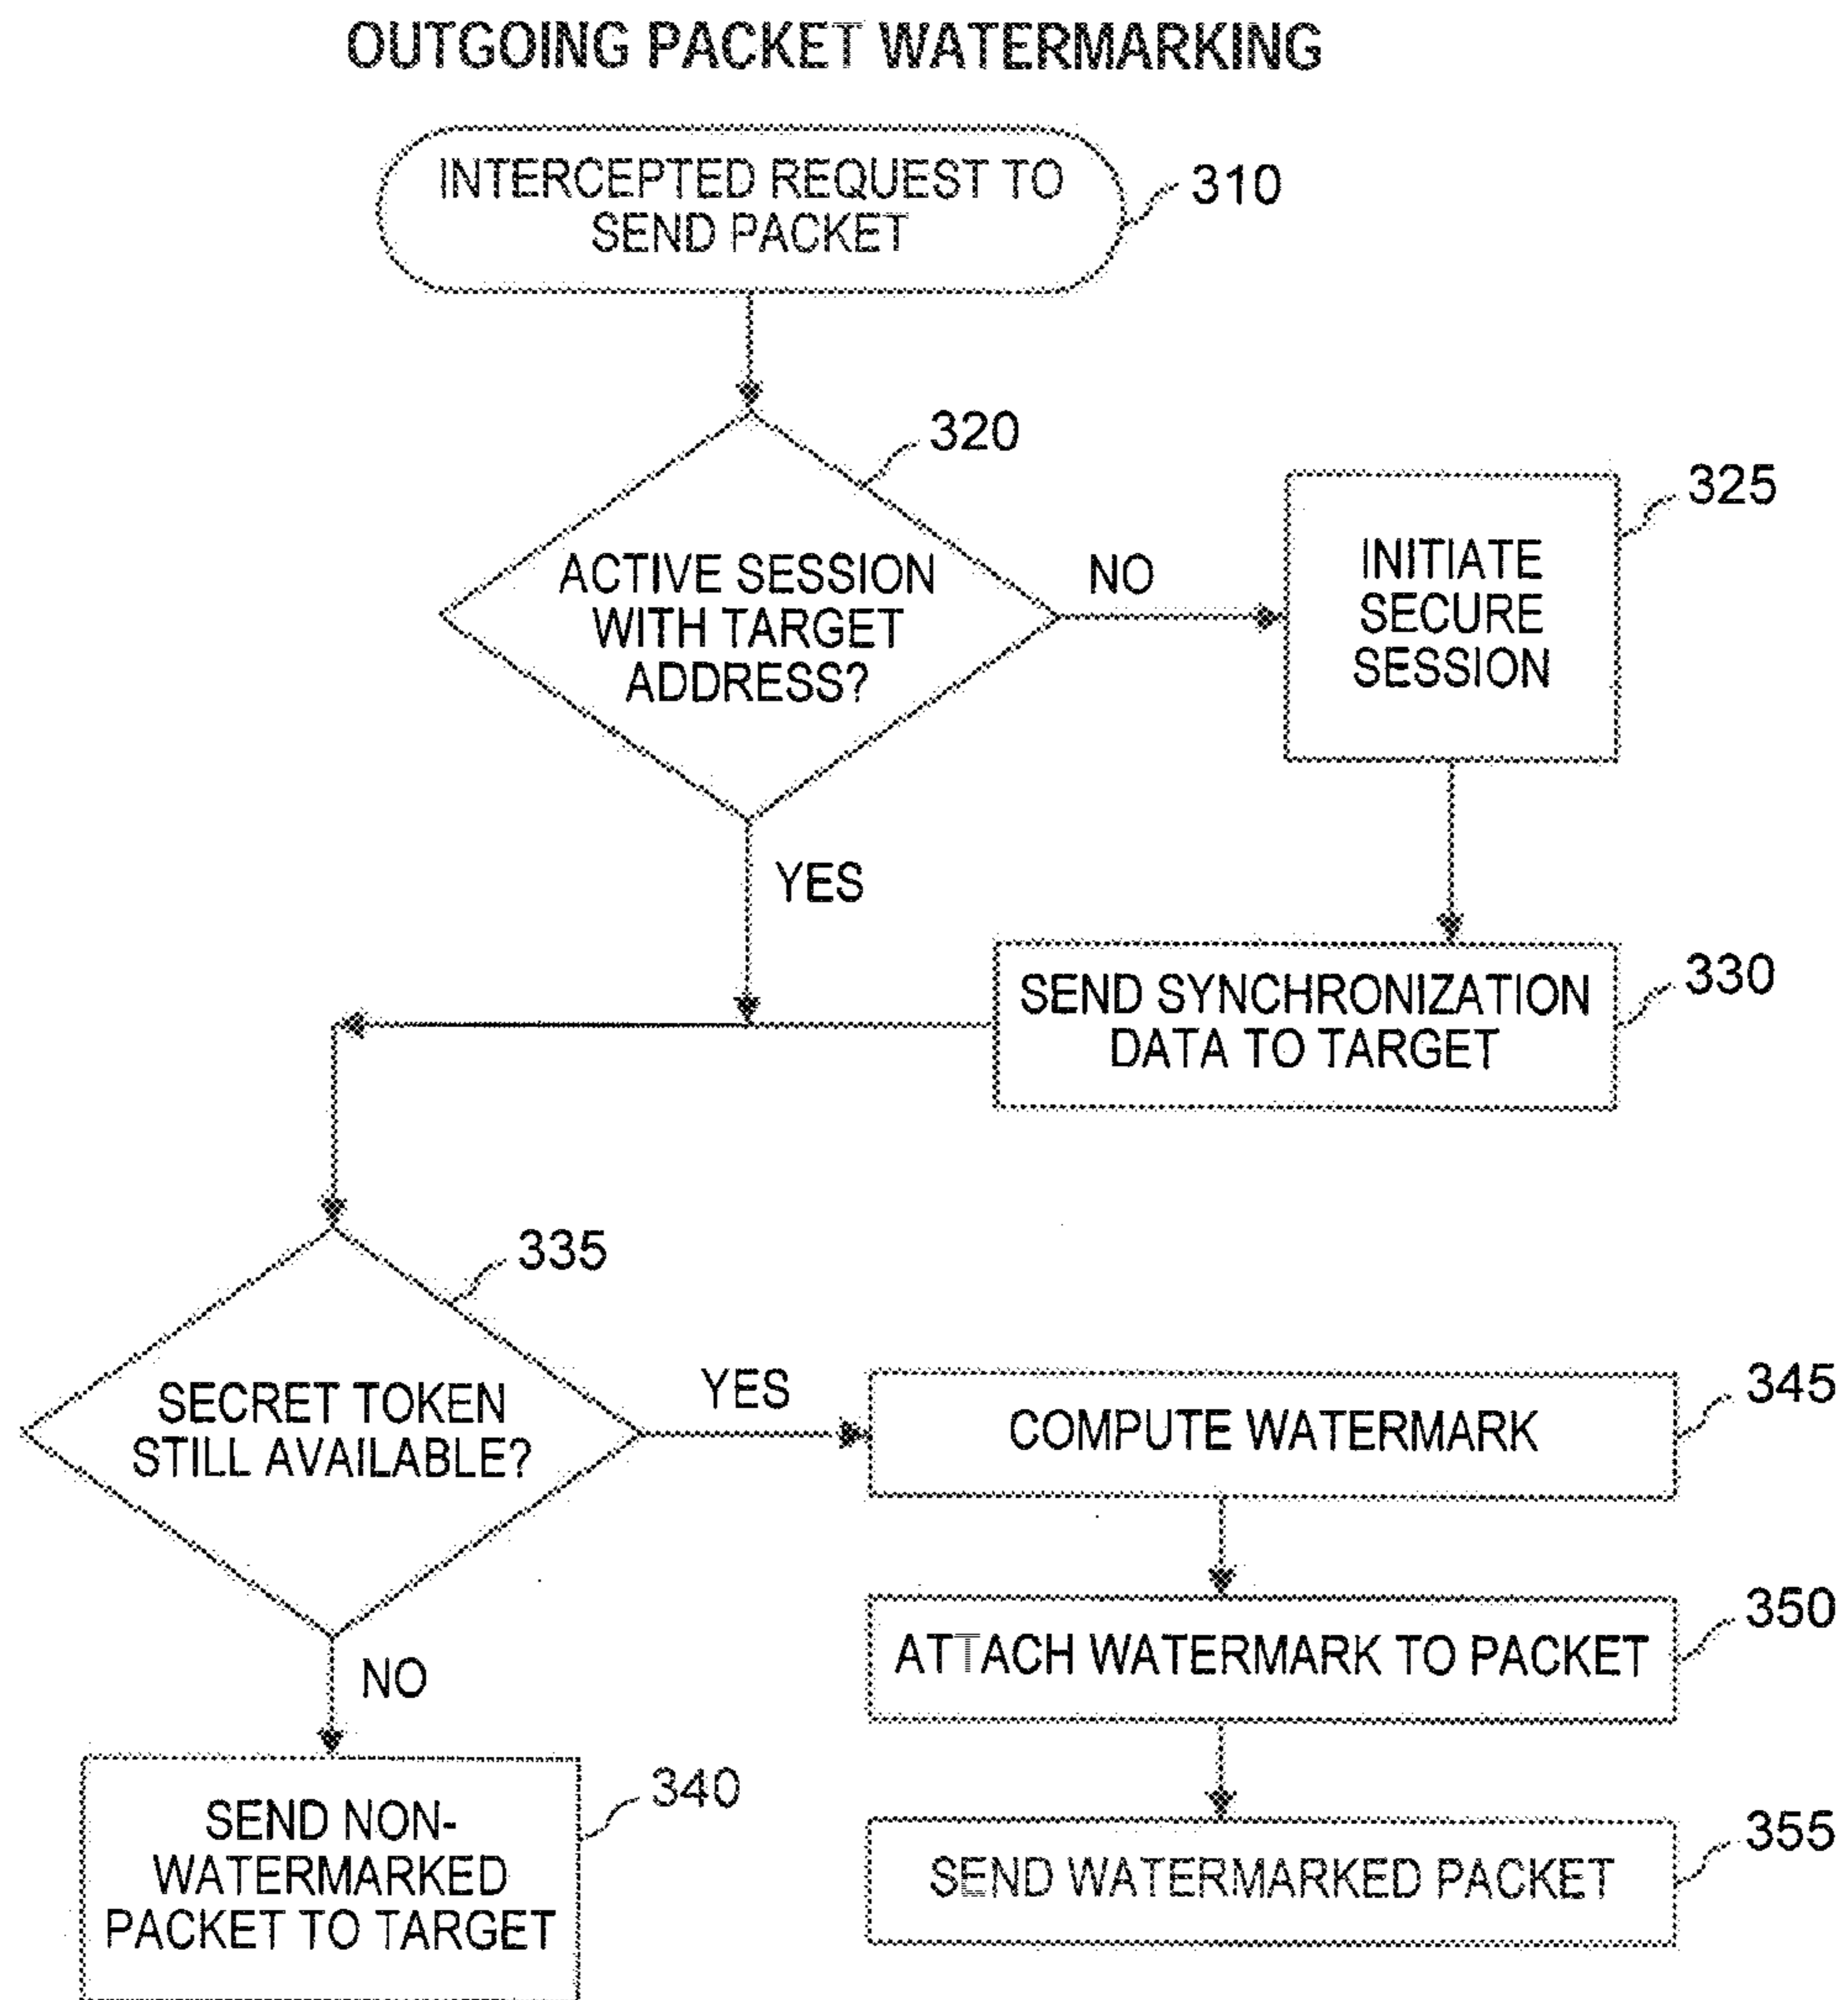 OUTGOING PACKET WATERMARKING
INTERCEPTED REQUEST TO
SEND PACKET
310
320
ACTIVE SESSION
WITH TARGET
ADDRESS?
NO
325
INITIATE
SECURE
SESSION
YES
330
SEND SYNCHRONIZATION
DATA TO TARGET
335
SECRET TOKEN
STILL AVAILABLE?
YES
345
COMPUTE WATERMARK
350
ATTACH WATERMARK TO PACKET
NO
340
SEND NON-
WATERMARKED
PACKET TO TARGET
355
SEND WATERMARKED PACKET